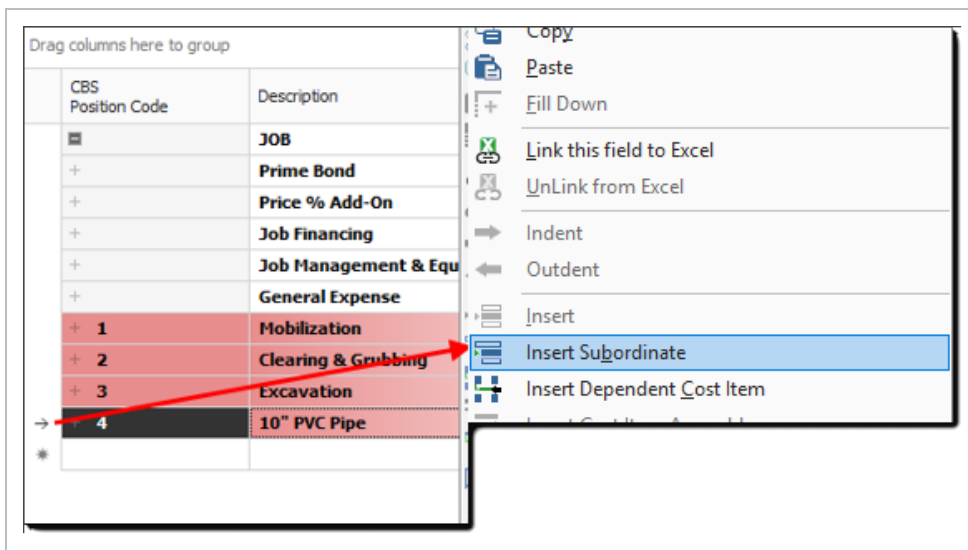 Drag columns here to group
CBS
Position Code
Description
JOB
Prime Bond
Price % Add-On
Job Financing
Job Management & Equ
General Expense
1 Mobilization
2 Clearing & Grubbing
3 Excavation
4 10" PVC Pipe
Copy
Paste
Fill Down
Link this field to Excel
UnLink from Excel
Indent
Outdent
Insert
Insert Subordinate
Insert Dependent Cost Item